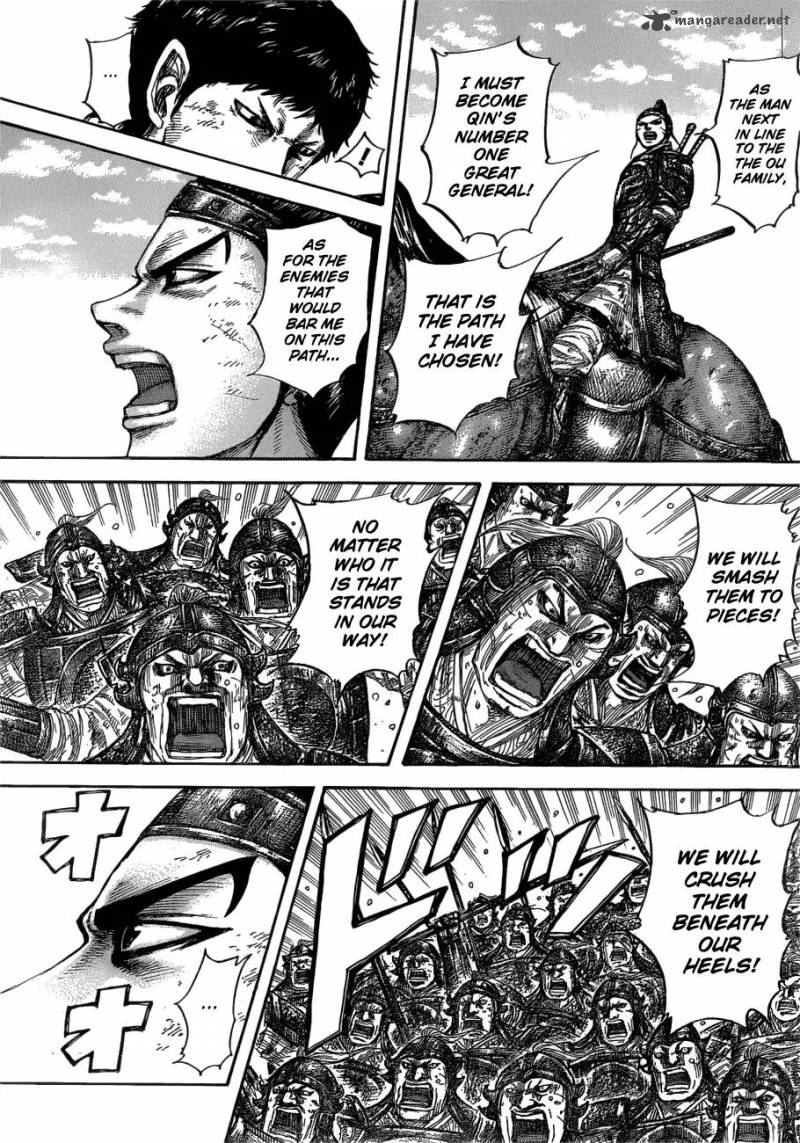 mangareader.net
AS
THE MAN
NEXT
IN LINE
TO THE
THE OU
FAMILY,
I MUST
BECOME
QIN'S
NUMBER
ONE
GREAT
GENERAL!
THAT IS
THE PATH
I HAVE
CHOSEN!
...
!
AS
FOR THE
ENEMIES
THAT
WOULD
BAR ME
ON THIS
PATH...
WE WILL
SMASH
THEM TO
PIECES!
NO
MATTER
WHO IT
IS THAT
STANDS
IN OUR
WAY!
WE WILL
CRUSH
THEM
BENEATH
OUR
HEELS!
ドドッ
オ
オ
...